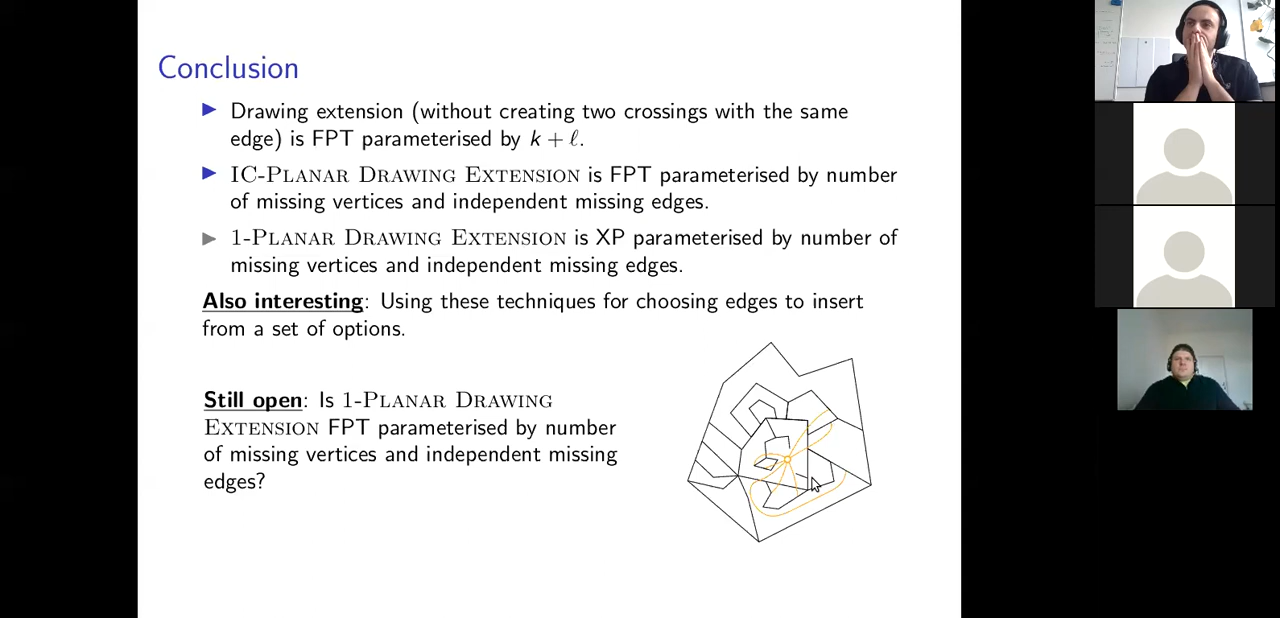 Conclusion
Drawing extension (without creating two crossings with the same
edge) is FPT parameterised by k + ℓ.
IC-Planar Drawing Extension is FPT parameterised by number
of missing vertices and independent missing edges.
1-Planar Drawing Extension is XP parameterised by number of
missing vertices and independent missing edges.
Also interesting: Using these techniques for choosing edges to insert
from a set of options.
Still open: Is 1-Planar Drawing
Extension FPT parameterised by number
of missing vertices and independent missing
edges?